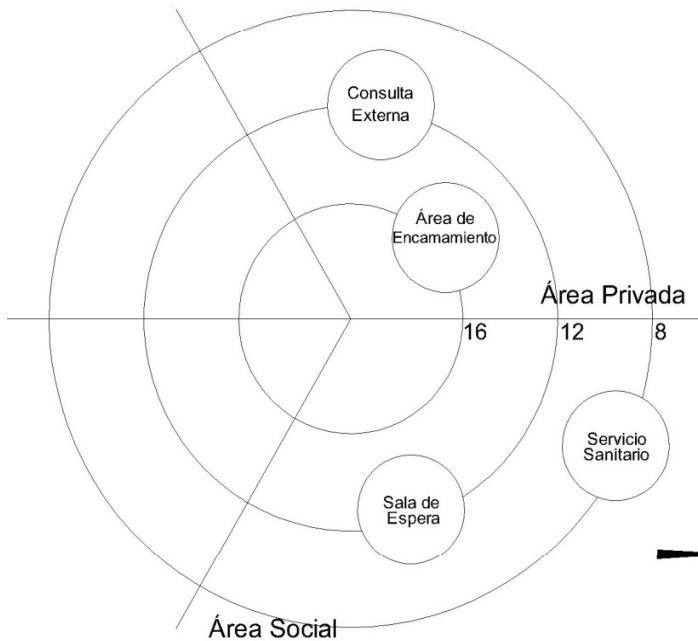 Consulta
Externa
Área de
Encamamiento
Área Privada
16
12
8
Servicio
Sanitario
Sala de
Espera
Área Social